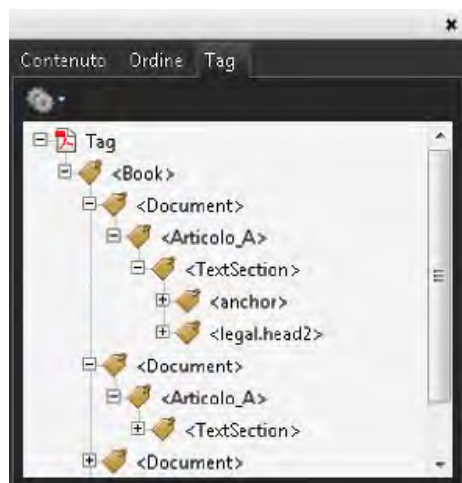 Contenuto Ordine Tag
Tag
<Book>
<Document>
<Articolo_A>
<TextSection>
<anchor>
<legal.head2>
<Document>
<Articolo_A>
<TextSection>
<Document>